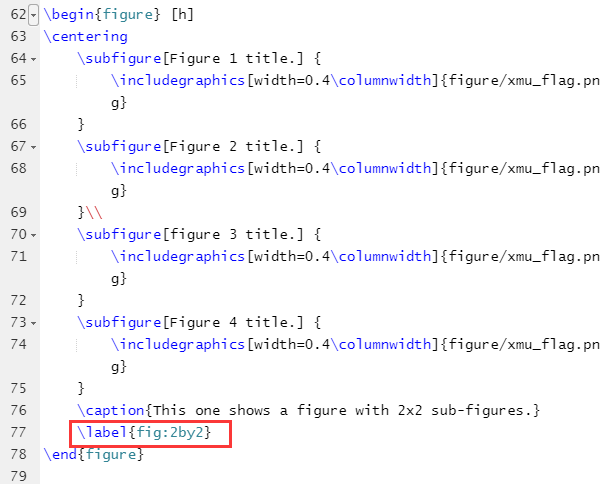 62 \begin{figure} [h]
63 \centering
64 \subfigure[Figure 1 title.] {
65 \includegraphics[width=0.4\columnwidth]{figure/xmu_flag.pn
g}
66 }
67 \subfigure[Figure 2 title.] {
68 \includegraphics[width=0.4\columnwidth]{figure/xmu_flag.pn
g}
69 }\\
70 \subfigure[figure 3 title.] {
71 \includegraphics[width=0.4\columnwidth]{figure/xmu_flag.pn
g}
72 }
73 \subfigure[Figure 4 title.] {
74 \includegraphics[width=0.4\columnwidth]{figure/xmu_flag.pn
g}
75 }
76 \caption{This one shows a figure with 2x2 sub-figures.}
77 \label{fig:2by2}
78 \end{figure}
79